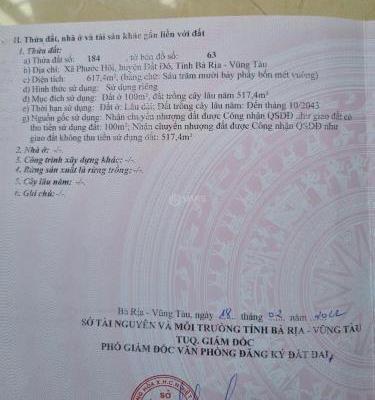 II. Thửa đất, nhà ở và tài sản khác gắn liền với đất
1. Thửa đất:
a) Thửa đất số: 184 , tờ bản đồ số: 63
b) Địa chỉ: Xã Phước Hội, huyện Đất Đỏ, Tỉnh Bà Rịa - Vũng Tàu
c) Diện tích: 617,4m², (bằng chữ: Sáu trăm mười bảy phẩy bốn mét vuông)
d) Hình thức sử dụng: Sử dụng riêng
đ) Mục đích sử dụng: Đất ở 100m², đất trồng cây lâu năm 517,4m²
e) Thời hạn sử dụng: Đất ở: Lâu dài; Đất trồng cây lâu năm: Đến tháng 10/2043
g) Nguồn gốc sử dụng: Nhận chuyển nhượng đất được Công nhận QSDĐ như giao đất có
thu tiền sử dụng đất: 100m²; Nhận chuyển nhượng đất được Công nhận QSDĐ như
giao đất không thu tiền sử dụng đất: 517,4m²
2. Nhà ở: -/-
3. Công trình xây dựng khác: -/-
4. Rừng sản xuất là rừng trồng: -/-
5. Cây lâu năm: -/-
6. Ghi chú: -/-
Bà Rịa - Vũng Tàu, ngày 18 tháng 02 năm 2022
SỞ TÀI NGUYÊN VÀ MÔI TRƯỜNG TỈNH BÀ RỊA - VŨNG TÀU
TUQ. GIÁM ĐỐC
PHÓ GIÁM ĐỐC VĂN PHÒNG ĐĂNG KÝ ĐẤT ĐAI
SỞ